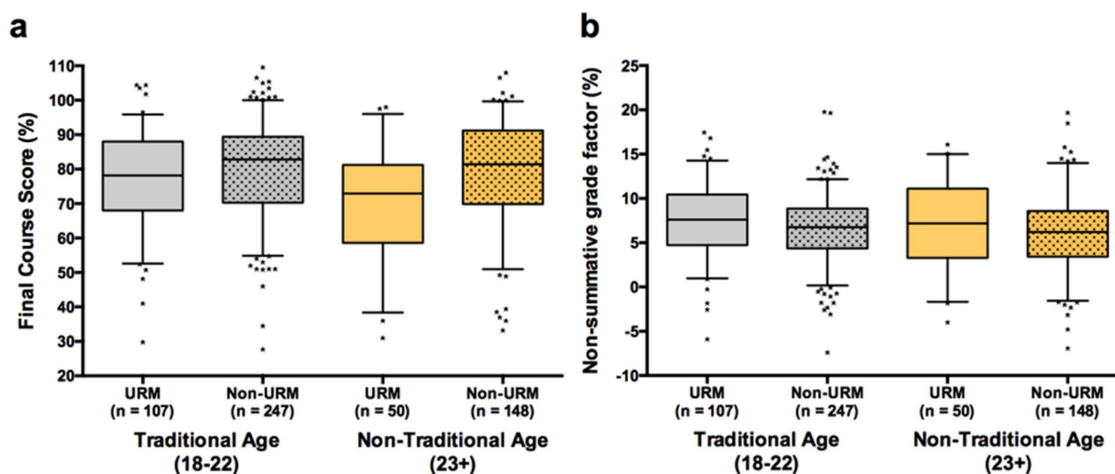 a
Final Course Score (%)
110
100
90
80
70
60
50
40
30
20
URM
(n = 107)
Non-URM
(n = 247)
URM
(n = 50)
Non-URM
(n = 148)
Traditional Age
(18-22)
Non-Traditional Age
(23+)
b
Non-summative grade factor (%)
25
20
15
10
5
0
-5
-10
URM
(n = 107)
Non-URM
(n = 247)
URM
(n = 50)
Non-URM
(n = 148)
Traditional Age
(18-22)
Non-Traditional Age
(23+)